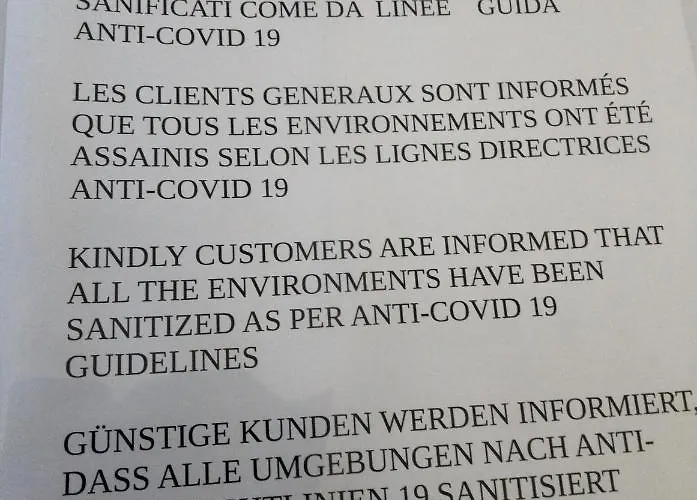 SANIFICATI COME DA LINEE GUIDA
ANTI-COVID 19
LES CLIENTS GENERAUX SONT INFORMÉS
QUE TOUS LES ENVIRONNEMENTS ONT ÉTÉ
ASSAINIS SELON LES LIGNES DIRECTRICES
ANTI-COVID 19
KINDLY CUSTOMERS ARE INFORMED THAT
ALL THE ENVIRONMENTS HAVE BEEN
SANITIZED AS PER ANTI-COVID 19
GUIDELINES
GÜNSTIGE KUNDEN WERDEN INFORMIERT,
DASS ALLE UMGEBUNGEN NACH ANTI-
19 SANITISIERT